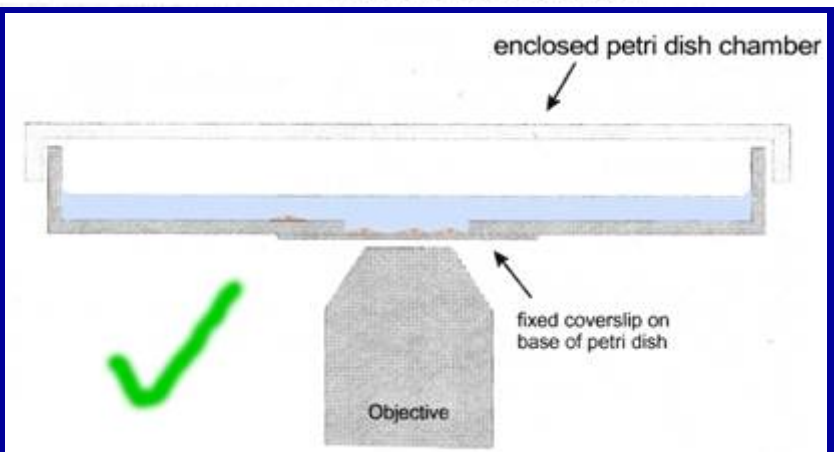 enclosed petri dish chamber
fixed coverslip on
base of petri dish
Objective